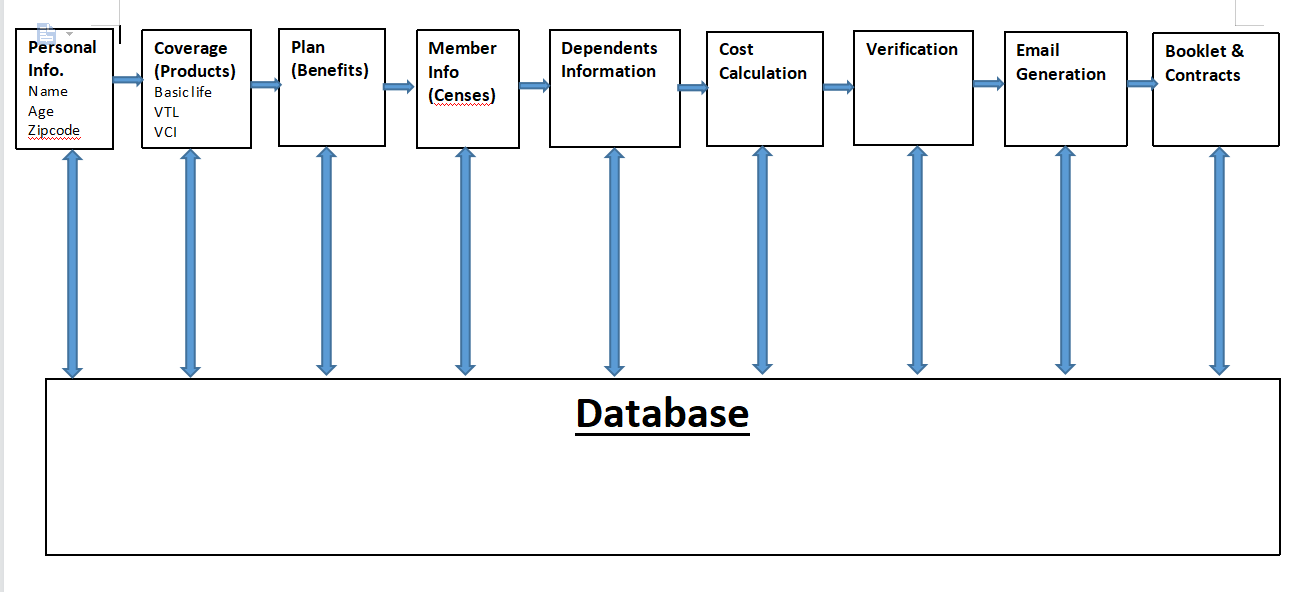 Personal
Info.
Name
Age
Zipcode
Coverage
(Products)
Basic life
VTL
VCI
Plan
(Benefits)
Member
Info
(Censes)
Dependents
Information
Cost
Calculation
Verification
Email
Generation
Booklet &
Contracts
Database